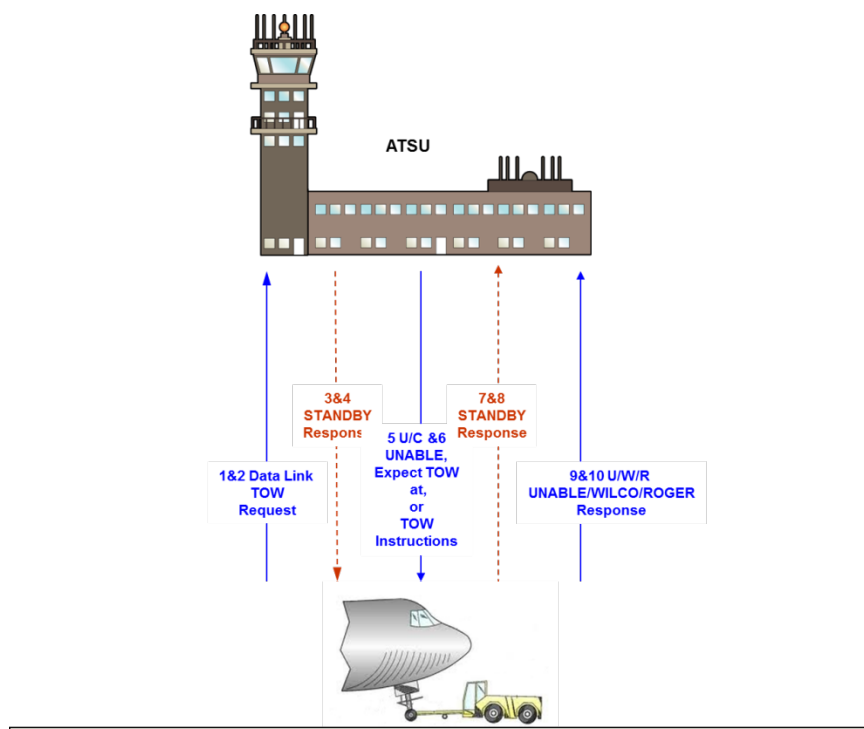 ATSU
3&4
STANDBY
Respons
7&8
STANDBY
Response
5 U/C &6
UNABLE,
Expect TOW
at,
or
TOW
Instructions
1&2 Data Link
TOW
Request
9&10 U/W/R
UNABLE/WILCO/ROGER
Response